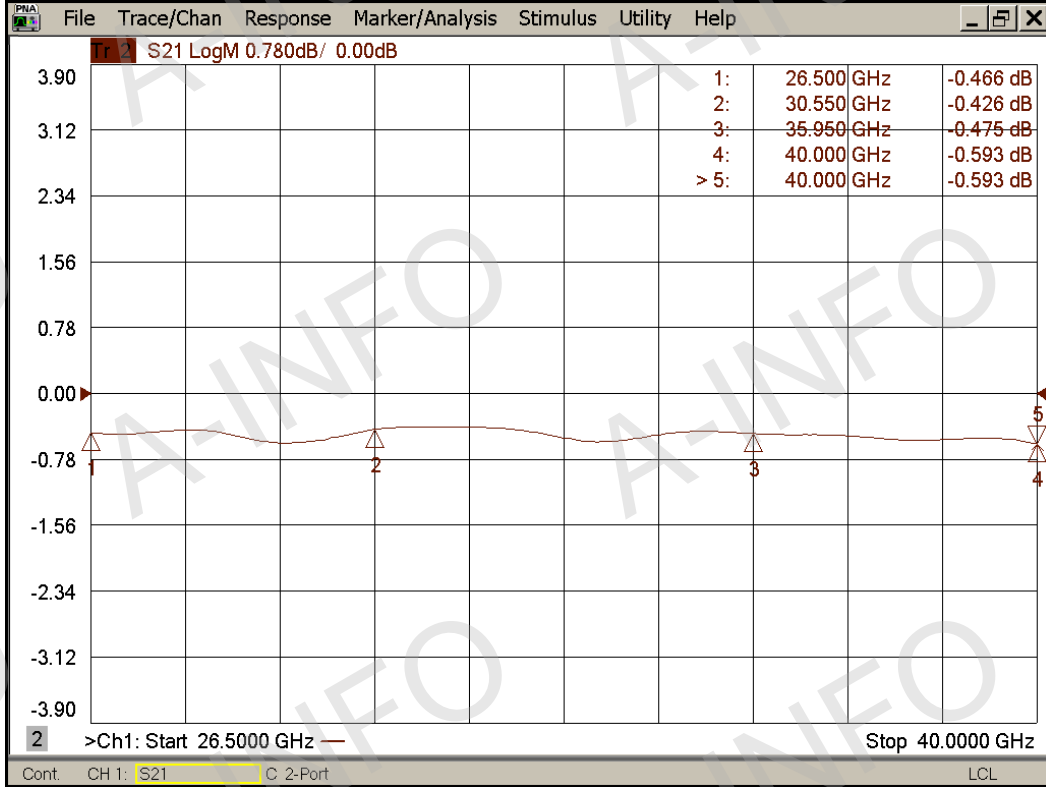 PNA File Trace/Chan Response Marker/Analysis Stimulus Utility Help
Tr 2 S21 LogM 0.780dB/ 0.00dB
3.90
3.12
2.34
1.56
0.78
0.00
-0.78
-1.56
-2.34
-3.12
-3.90
1: 26.500 GHz -0.466 dB
2: 30.550 GHz -0.426 dB
3: 35.950 GHz -0.475 dB
4: 40.000 GHz -0.593 dB
> 5: 40.000 GHz -0.593 dB
1
2
3
5
4
2 >Ch1: Start 26.5000 GHz — Stop 40.0000 GHz
Cont. CH 1: S21 C 2-Port LCL
A-INFO
A-INFO
A-INFO
A-INFO
A-INFO
A-INFO